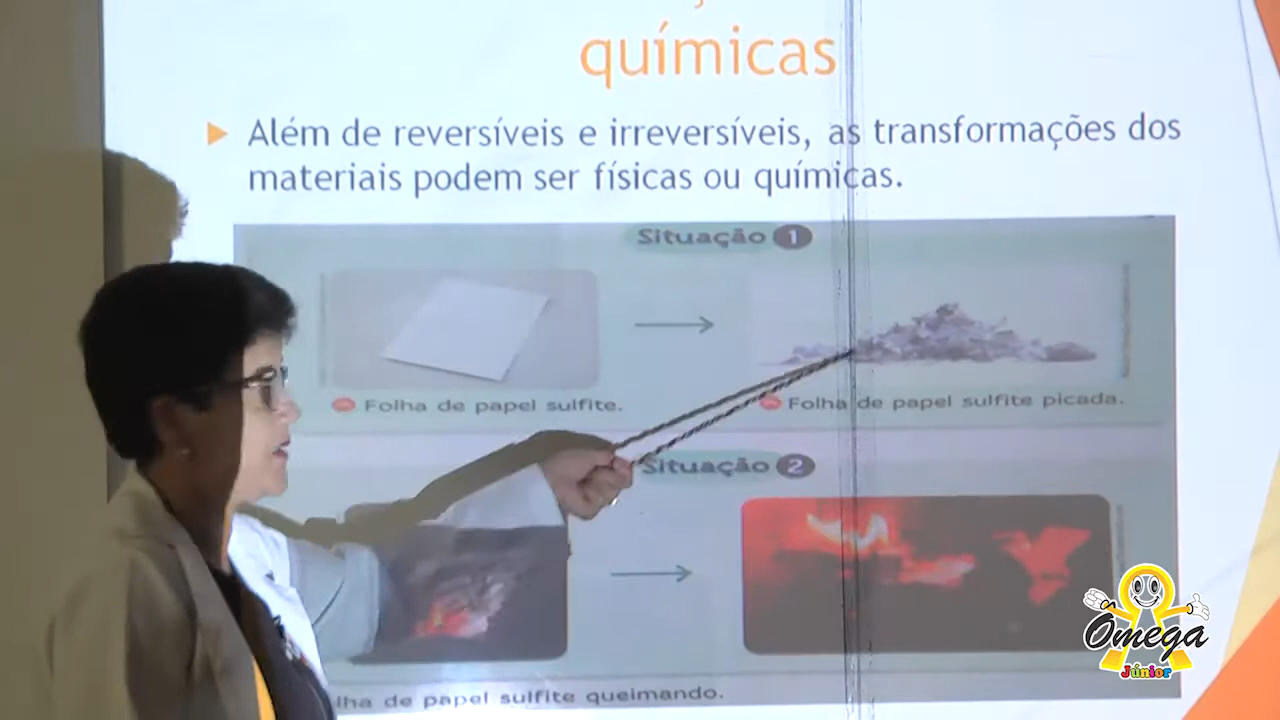 químicas
Além de reversíveis e irreversíveis, as transformações dos
materiais podem ser físicas ou químicas.
Situação 1
Folha de papel sulfite.
Folha de papel sulfite picada.
Situação 2
lha de papel sulfite queimando.
Ômega
Júnior